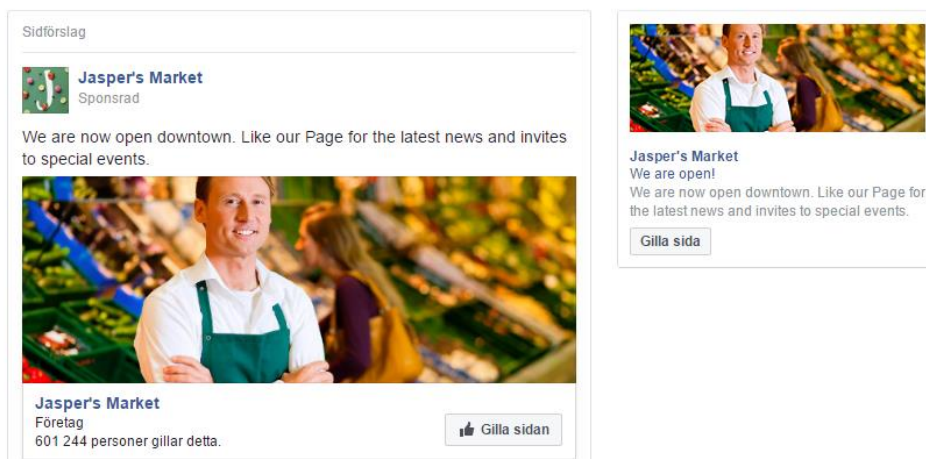 Sidförslag
Jasper's Market
Sponsrad
We are now open downtown. Like our Page for the latest news and invites
to special events.
Jasper's Market
Företag
601 244 personer gillar detta.
Gilla sidan
Jasper's Market
We are open!
We are now open downtown. Like our Page for
the latest news and invites to special events.
Gilla sida